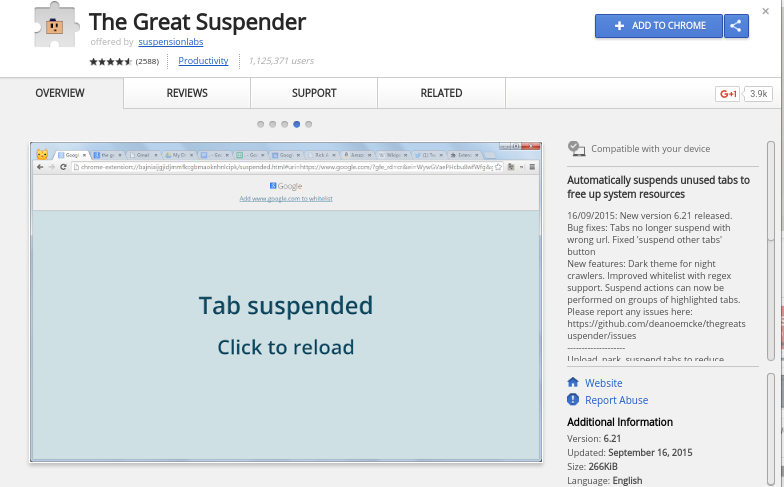 The Great Suspender
offered by suspensionlabs
(2588) Productivity 1,125,371 users
ADD TO CHROME
OVERVIEW REVIEWS SUPPORT RELATED
G+1 3.9k
Google
Add www.google.com to whitelist
Tab suspended
Click to reload
Compatible with your device
Automatically suspends unused tabs to
free up system resources
16/09/2015: New version 6.21 released.
Bug fixes: Tabs no longer suspend with
wrong url. Fixed 'suspend other tabs'
button
New features: Dark theme for night
crawlers. Improved whitelist with regex
support. Suspend actions can now be
performed on groups of highlighted tabs.
Please report any issues here:
https://github.com/deanoemcke/thegreats
uspender/issues
--------------------
Unload, park, suspend tabs to reduce
Website
Report Abuse
Additional Information
Version: 6.21
Updated: September 16, 2015
Size: 266KiB
Language: English